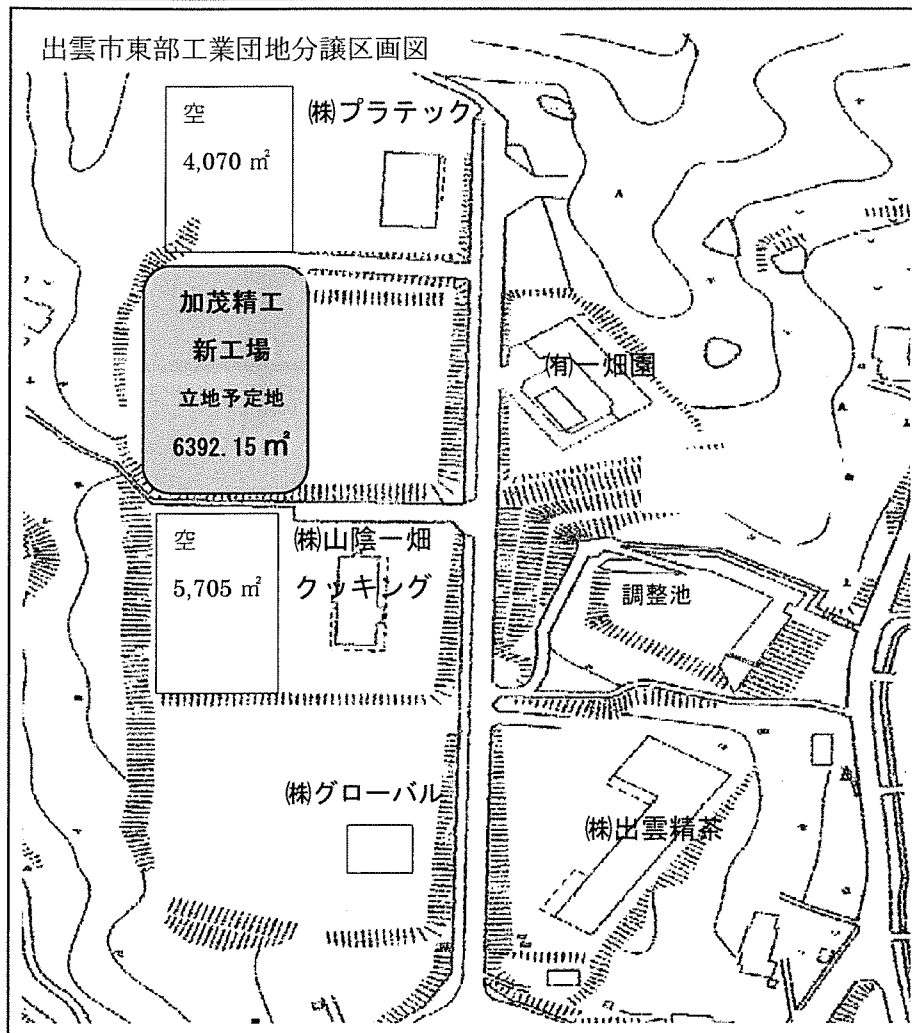 出雲市東部工業団地分譲区画図
空
4,070 ㎡
㈱プラテック
加茂精工
新工場
立地予定地
6392.15 ㎡
㈲一畑園
空
5,705 ㎡
㈱山陰一畑
クッキング
調整池
㈱グローバル
㈱出雲精茶